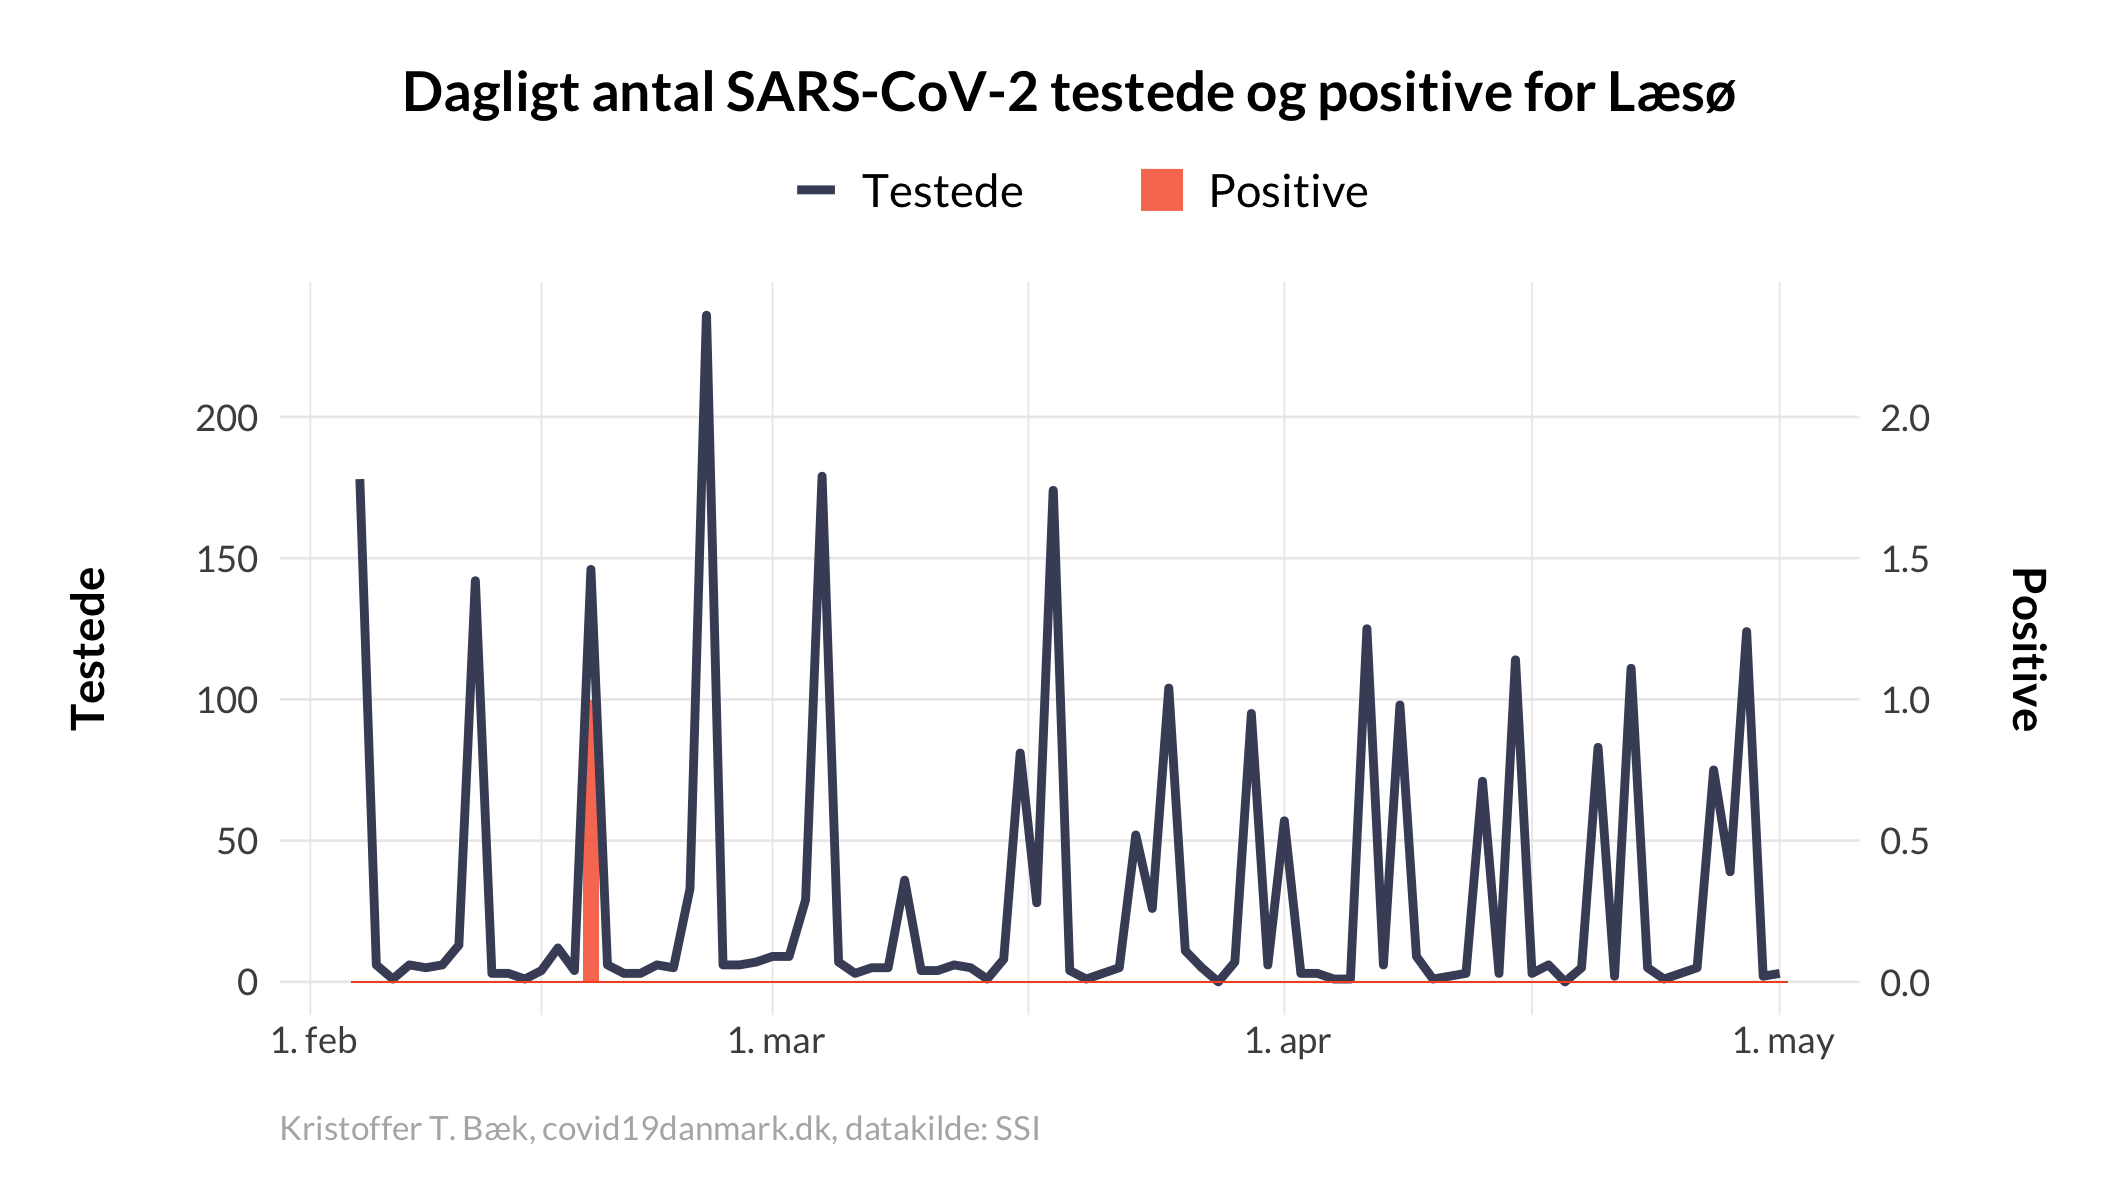 Dagligt antal SARS-CoV-2 testede og positive for Læsø
Testede Positive
200 2.0
150 1.5
100 1.0
50 0.5
0 0.0
Testede
Positive
1. feb 1. mar 1. apr 1. may
Kristoffer T. Bæk, covid19danmark.dk, datakilde: SSI